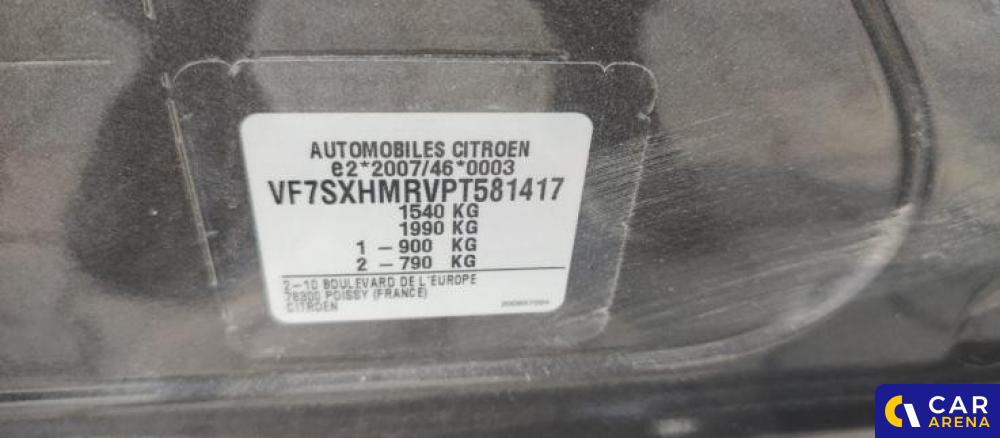 AUTOMOBILES CITROEN
e2*2007/46*0003
VF7SXHMRVPT581417
1540 KG
1990 KG
1 – 900 KG
2 – 790 KG
2–10 BOULEVARD DE L'EUROPE
78300 POISSY (FRANCE)
CITROEN
CAR
ARENA